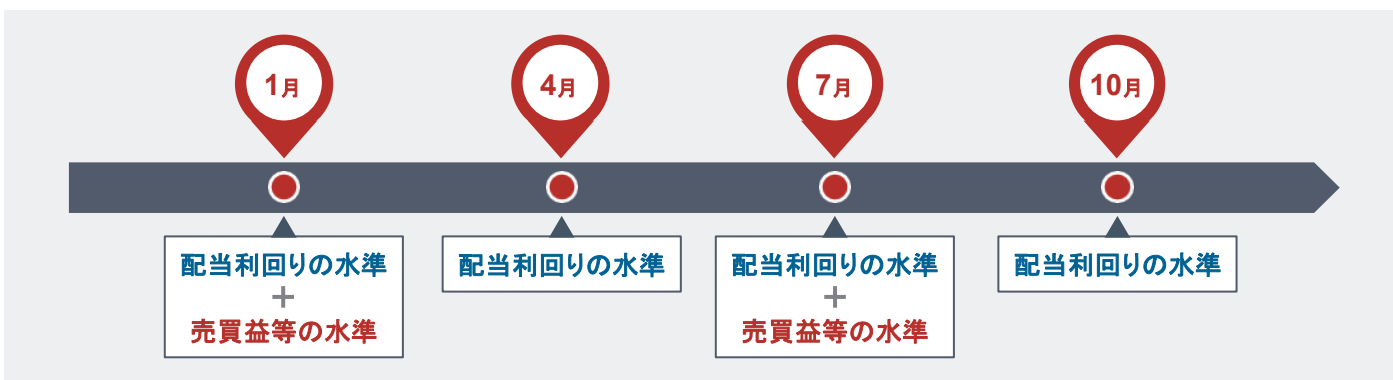 1月
4月
7月
10月
配当利回りの水準
+
売買益等の水準
配当利回りの水準
配当利回りの水準
+
売買益等の水準
配当利回りの水準